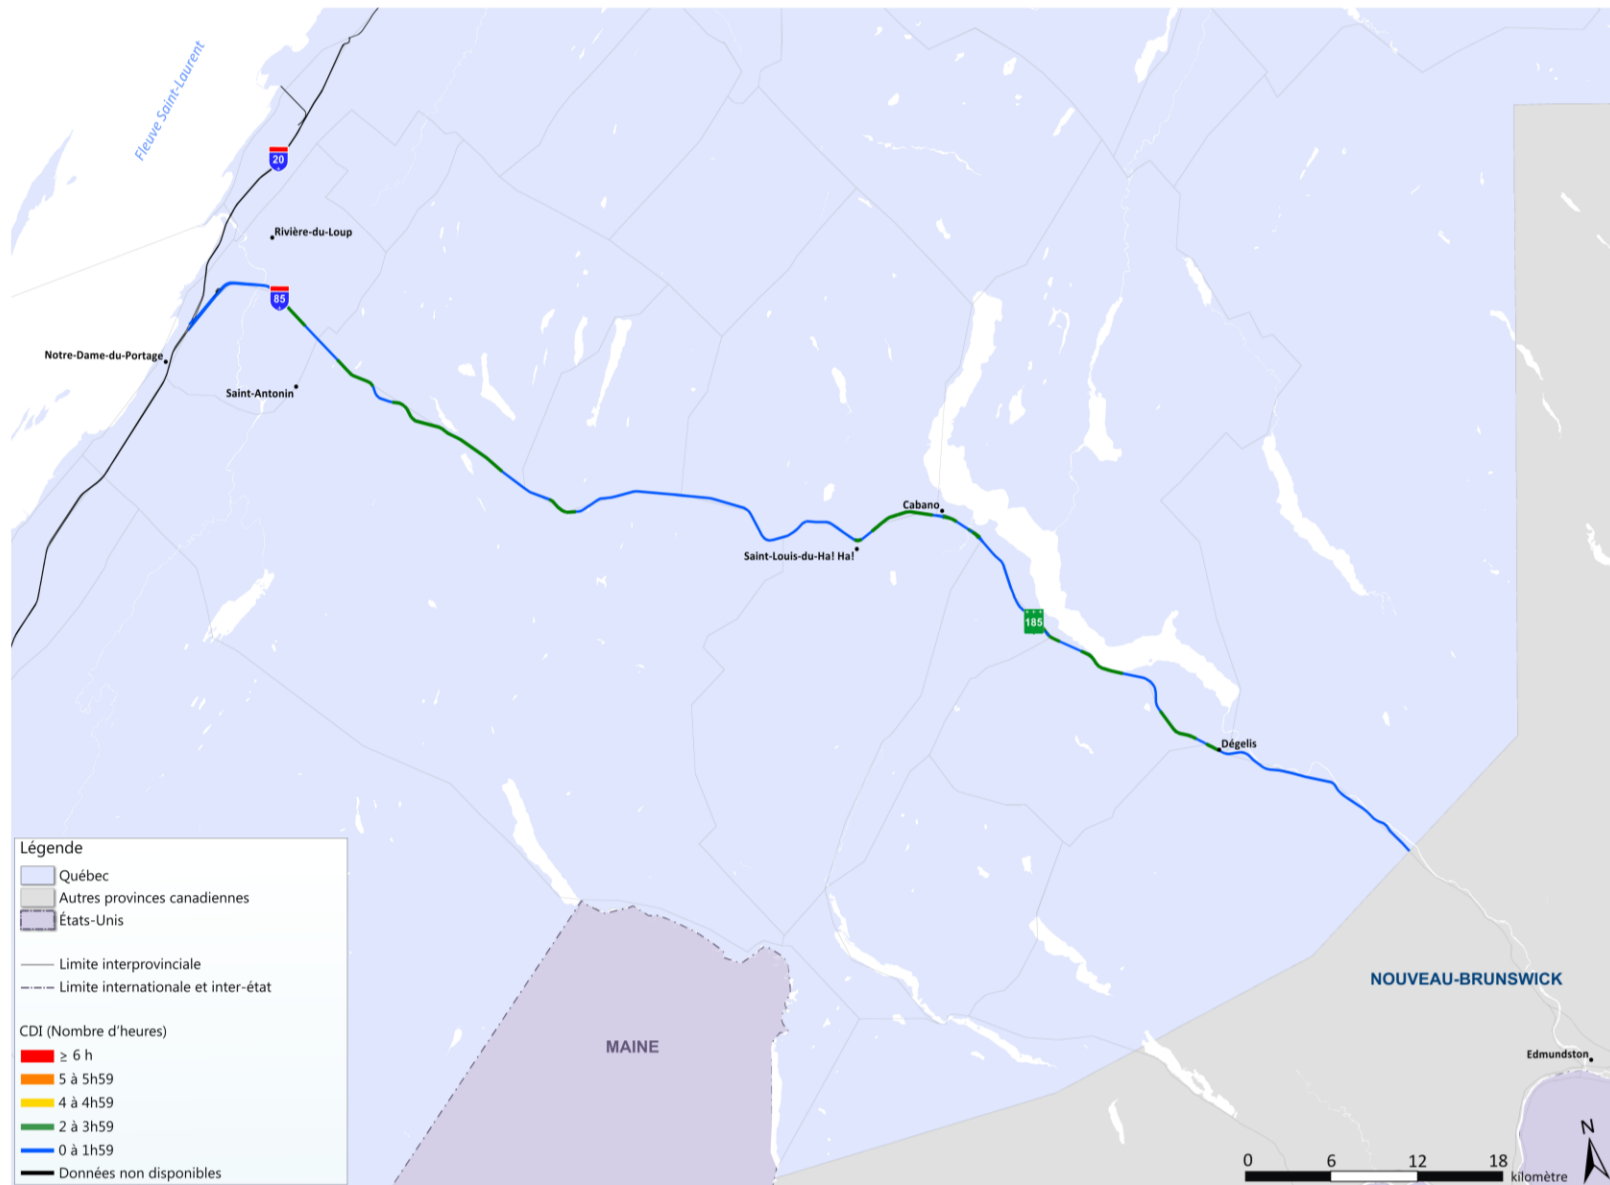 Fleuve Saint-Laurent
20
Rivière-du-Loup
85
Notre-Dame-du-Portage
Saint-Antonin
Cabano
Saint-Louis-du-Ha! Ha!
185
Dégelis
Légende
Québec
Autres provinces canadiennes
États-Unis
Limite interprovinciale
Limite internationale et inter-état
CDI (Nombre d'heures)
≥ 6 h
5 à 5h59
4 à 4h59
2 à 3h59
0 à 1h59
Données non disponibles
MAINE
NOUVEAU-BRUNSWICK
Edmundston
N
0 6 12 18
kilomètre